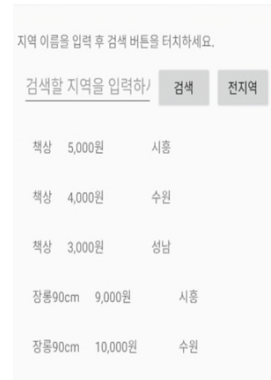 지역 이름을 입력 후 검색 버튼을 터치하세요.
검색할 지역을 입력하 검색 전지역
책상 5,000원 시흥
책상 4,000원 수원
책상 3,000원 성남
장롱90cm 9,000원 시흥
장롱90cm 10,000원 수원